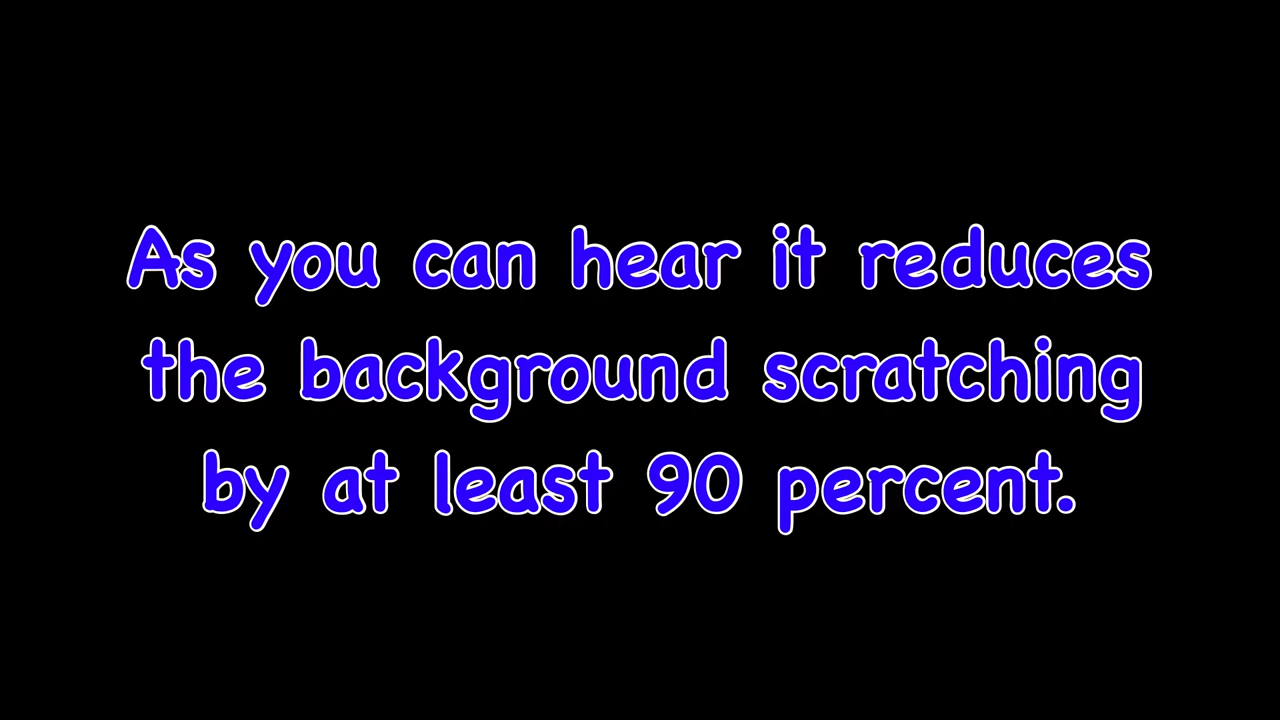 As you can hear it reduces
the background scratching
by at least 90 percent.